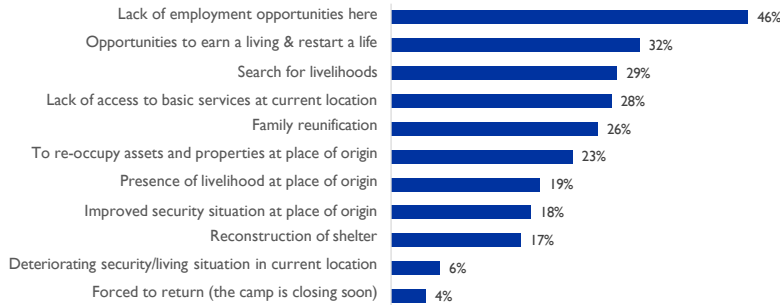 Lack of employment opportunities here 46%
Opportunities to earn a living & restart a life 32%
Search for livelihoods 29%
Lack of access to basic services at current location 28%
Family reunification 26%
To re-occupy assets and properties at place of origin 23%
Presence of livelihood at place of origin 19%
Improved security situation at place of origin 18%
Reconstruction of shelter 17%
Deteriorating security/living situation in current location 6%
Forced to return (the camp is closing soon) 4%